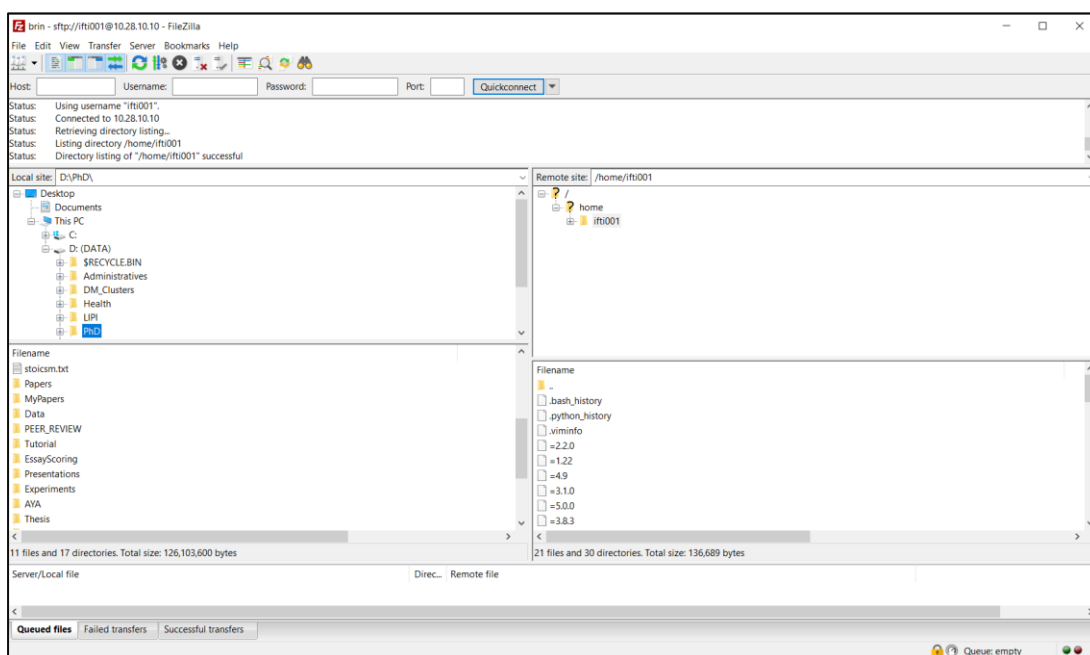 brin - sftp://ifti001@10.28.10.10 - FileZilla
File Edit View Transfer Server Bookmarks Help
Host: Username: Password: Port: Quickconnect
Status: Using username "ifti001".
Status: Connected to 10.28.10.10
Status: Retrieving directory listing...
Status: Listing directory /home/ifti001
Status: Directory listing of "/home/ifti001" successful
Local site: D:\PhD\
Desktop
Documents
This PC
C:
D: (DATA)
$RECYCLE.BIN
Administratives
DM_Clusters
Health
LIPI
PhD
Remote site: /home/ifti001
/
home
ifti001
Filename
stoicsm.txt
Papers
MyPapers
Data
PEER_REVIEW
Tutorial
EssayScoring
Presentations
Experiments
AYA
Thesis
11 files and 17 directories. Total size: 126,103,600 bytes
Filename
..
.bash_history
.python_history
.viminfo
=2.2.0
=1.22
=4.9
=3.1.0
=5.0.0
=3.8.3
21 files and 30 directories. Total size: 136,689 bytes
Server/Local file Direc... Remote file
Queued files Failed transfers Successful transfers
Queue: empty